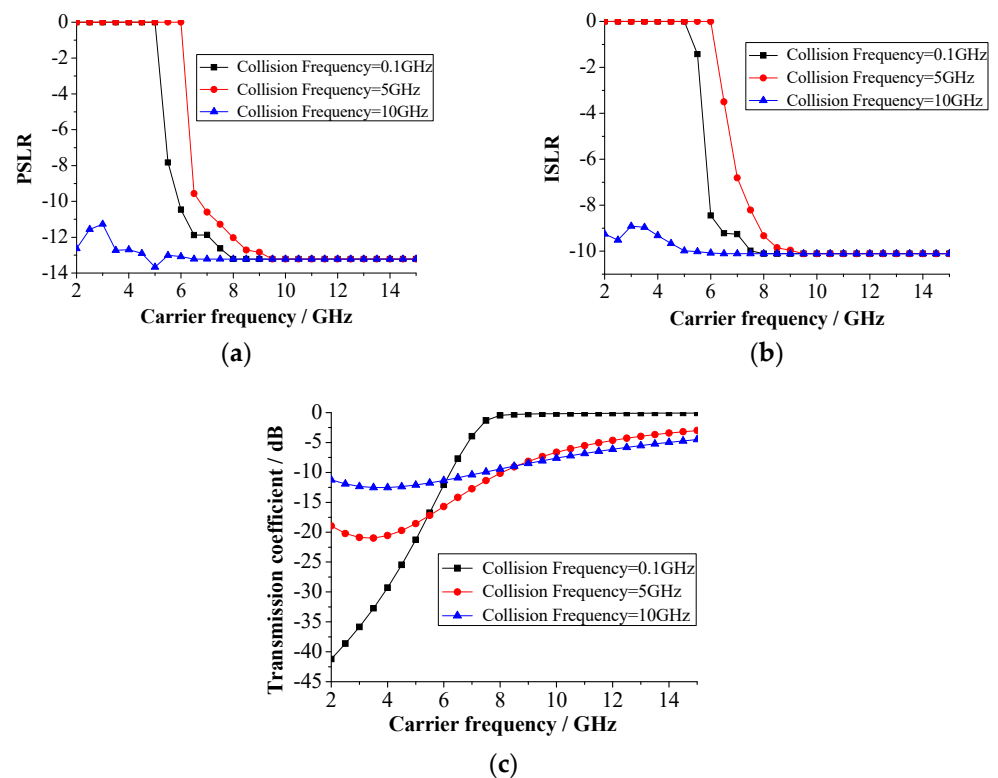 0
-2
-4
-6
-8
-10
-12
-14
PSLR
Collision Frequency=0.1GHz
Collision Frequency=5GHz
Collision Frequency=10GHz
2 4 6 8 10 12 14
Carrier frequency / GHz
(a)
0
-2
-4
-6
-8
-10
ISLR
Collision Frequency=0.1GHz
Collision Frequency=5GHz
Collision Frequency=10GHz
2 4 6 8 10 12 14
Carrier frequency / GHz
(b)
0
-5
-10
-15
-20
-25
-30
-35
-40
-45
Transmission coefficient / dB
Collision Frequency=0.1GHz
Collision Frequency=5GHz
Collision Frequency=10GHz
2 4 6 8 10 12 14
Carrier frequency / GHz
(c)